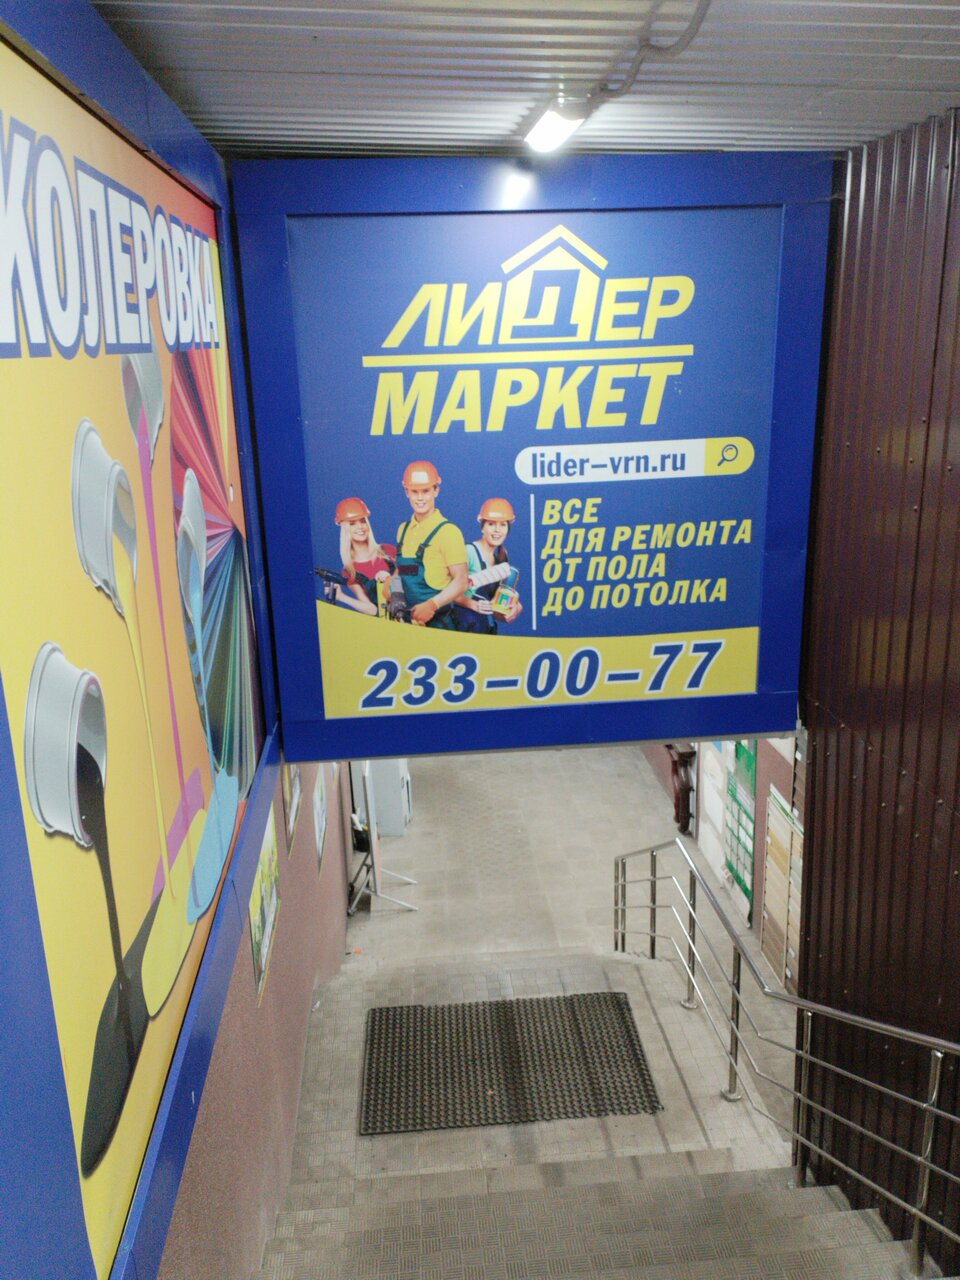 КОЛЕРОВКА
ЛИДЕР
МАРКЕТ
lider-vrn.ru
ВСЕ
ДЛЯ РЕМОНТА
ОТ ПОЛА
ДО ПОТОЛКА
233-00-77